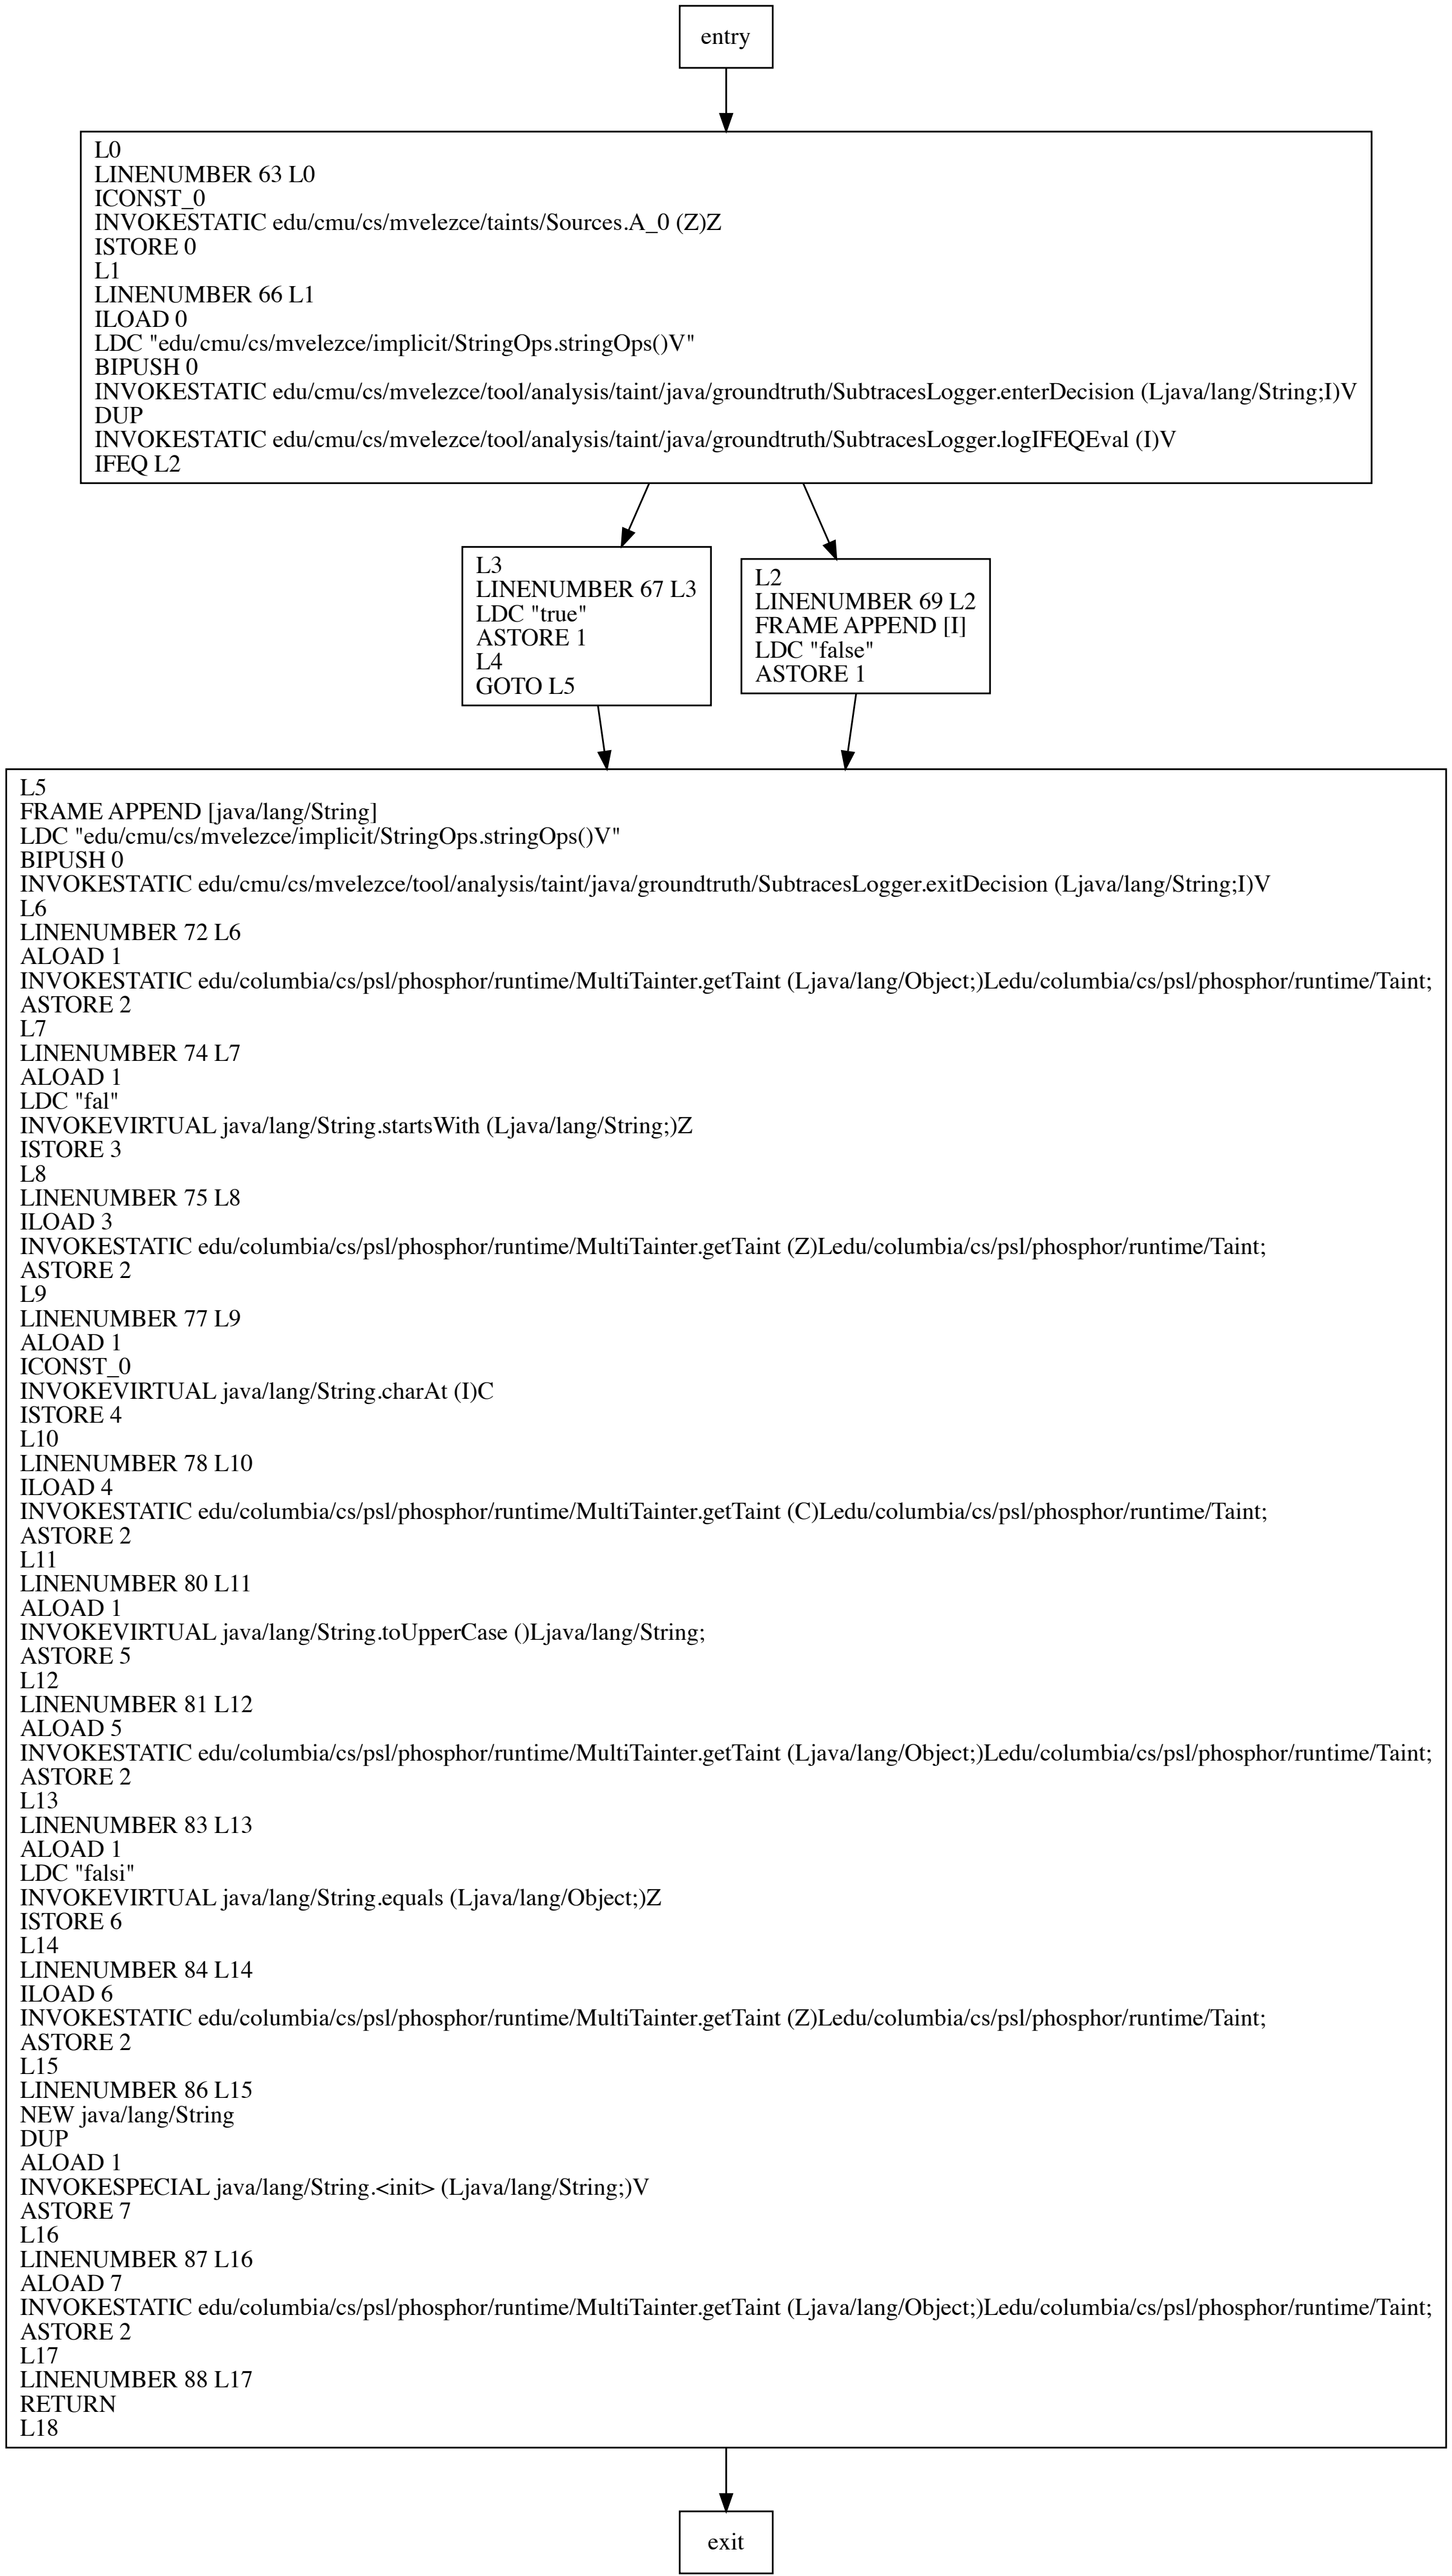 entry
L0
LINENUMBER 63 L0
ICONST_0
INVOKESTATIC edu/cmu/cs/mvelezce/taints/Sources.A_0 (Z)Z
ISTORE 0
L1
LINENUMBER 66 L1
ILOAD 0
LDC "edu/cmu/cs/mvelezce/implicit/StringOps.stringOps()V"
BIPUSH 0
INVOKESTATIC edu/cmu/cs/mvelezce/tool/analysis/taint/java/groundtruth/SubtracesLogger.enterDecision (Ljava/lang/String;I)V
DUP
INVOKESTATIC edu/cmu/cs/mvelezce/tool/analysis/taint/java/groundtruth/SubtracesLogger.logIFEQEval (I)V
IFEQ L2
L3
LINENUMBER 67 L3
LDC "true"
ASTORE 1
L4
GOTO L5
L2
LINENUMBER 69 L2
FRAME APPEND [I]
LDC "false"
ASTORE 1
L5
FRAME APPEND [java/lang/String]
LDC "edu/cmu/cs/mvelezce/implicit/StringOps.stringOps()V"
BIPUSH 0
INVOKESTATIC edu/cmu/cs/mvelezce/tool/analysis/taint/java/groundtruth/SubtracesLogger.exitDecision (Ljava/lang/String;I)V
L6
LINENUMBER 72 L6
ALOAD 1
INVOKESTATIC edu/columbia/cs/psl/phosphor/runtime/MultiTainter.getTaint (Ljava/lang/Object;)Ledu/columbia/cs/psl/phosphor/runtime/Taint;
ASTORE 2
L7
LINENUMBER 74 L7
ALOAD 1
LDC "fal"
INVOKEVIRTUAL java/lang/String.startsWith (Ljava/lang/String;)Z
ISTORE 3
L8
LINENUMBER 75 L8
ILOAD 3
INVOKESTATIC edu/columbia/cs/psl/phosphor/runtime/MultiTainter.getTaint (Z)Ledu/columbia/cs/psl/phosphor/runtime/Taint;
ASTORE 2
L9
LINENUMBER 77 L9
ALOAD 1
ICONST_0
INVOKEVIRTUAL java/lang/String.charAt (I)C
ISTORE 4
L10
LINENUMBER 78 L10
ILOAD 4
INVOKESTATIC edu/columbia/cs/psl/phosphor/runtime/MultiTainter.getTaint (C)Ledu/columbia/cs/psl/phosphor/runtime/Taint;
ASTORE 2
L11
LINENUMBER 80 L11
ALOAD 1
INVOKEVIRTUAL java/lang/String.toUpperCase ()Ljava/lang/String;
ASTORE 5
L12
LINENUMBER 81 L12
ALOAD 5
INVOKESTATIC edu/columbia/cs/psl/phosphor/runtime/MultiTainter.getTaint (Ljava/lang/Object;)Ledu/columbia/cs/psl/phosphor/runtime/Taint;
ASTORE 2
L13
LINENUMBER 83 L13
ALOAD 1
LDC "falsi"
INVOKEVIRTUAL java/lang/String.equals (Ljava/lang/Object;)Z
ISTORE 6
L14
LINENUMBER 84 L14
ILOAD 6
INVOKESTATIC edu/columbia/cs/psl/phosphor/runtime/MultiTainter.getTaint (Z)Ledu/columbia/cs/psl/phosphor/runtime/Taint;
ASTORE 2
L15
LINENUMBER 86 L15
NEW java/lang/String
DUP
ALOAD 1
INVOKESPECIAL java/lang/String.<init> (Ljava/lang/String;)V
ASTORE 7
L16
LINENUMBER 87 L16
ALOAD 7
INVOKESTATIC edu/columbia/cs/psl/phosphor/runtime/MultiTainter.getTaint (Ljava/lang/Object;)Ledu/columbia/cs/psl/phosphor/runtime/Taint;
ASTORE 2
L17
LINENUMBER 88 L17
RETURN
L18
exit